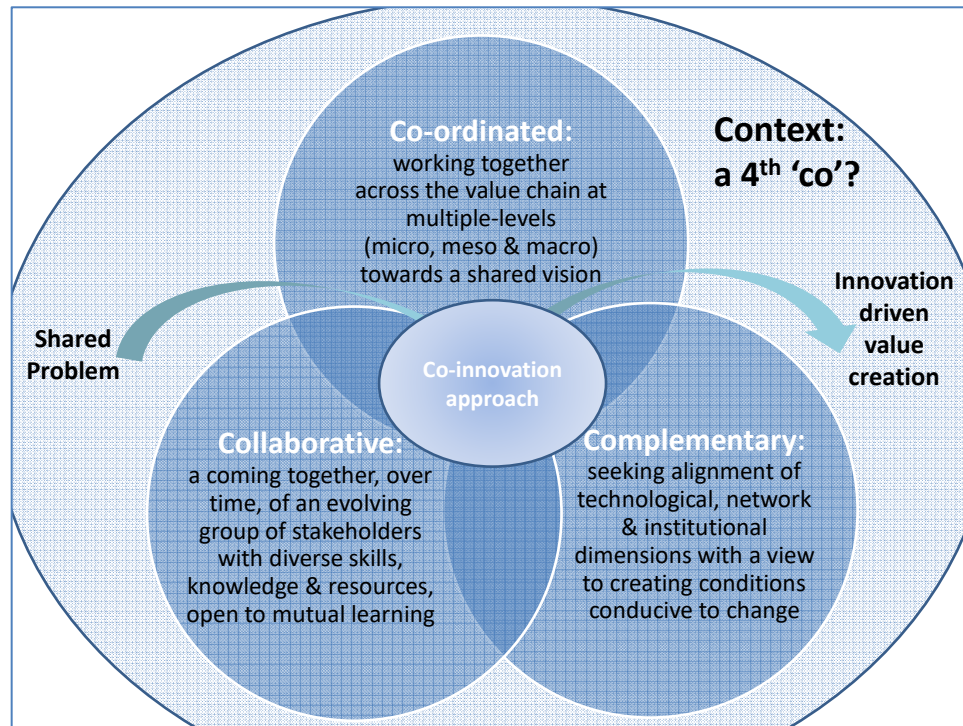 Co-ordinated:
working together
across the value chain at
multiple-levels
(micro, meso & macro)
towards a shared vision
Context:
a 4th ‘co’?
Shared
Problem
Innovation
driven
value
creation
Co-innovation
approach
Collaborative:
a coming together, over
time, of an evolving
group of stakeholders
with diverse skills,
knowledge & resources,
open to mutual learning
Complementary:
seeking alignment of
technological, network
& institutional
dimensions with a view
to creating conditions
conducive to change